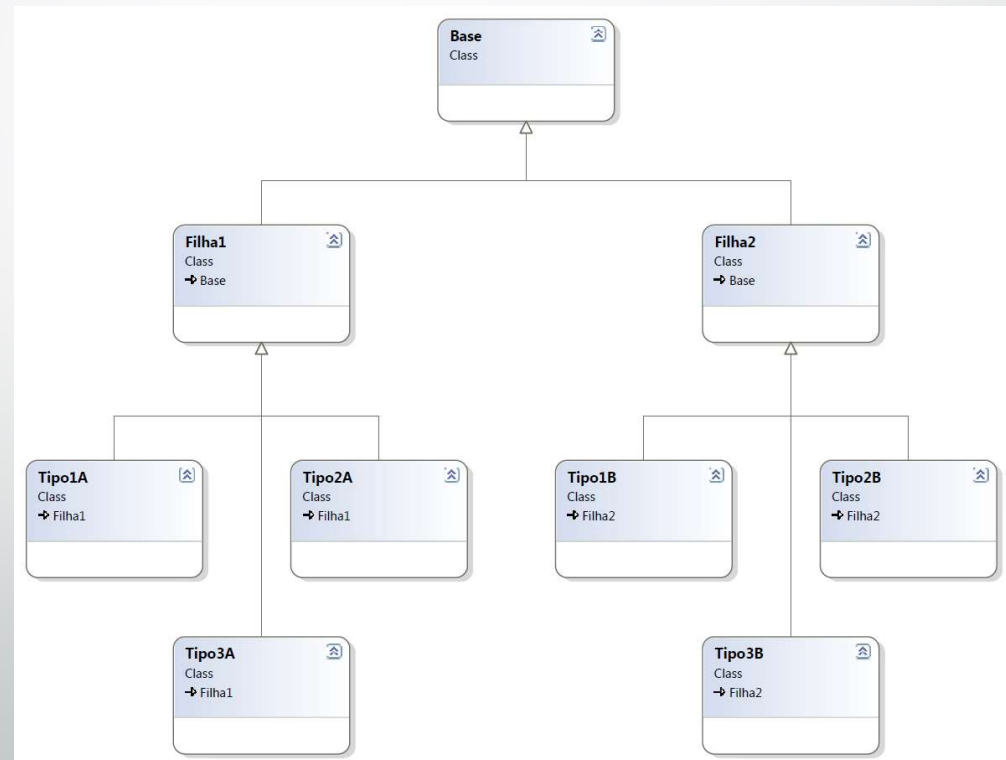 Base
Class
Filha1
Class
Base
Filha2
Class
Base
Tipo1A
Class
Filha1
Tipo2A
Class
Filha1
Tipo1B
Class
Filha2
Tipo2B
Class
Filha2
Tipo3A
Class
Filha1
Tipo3B
Class
Filha2